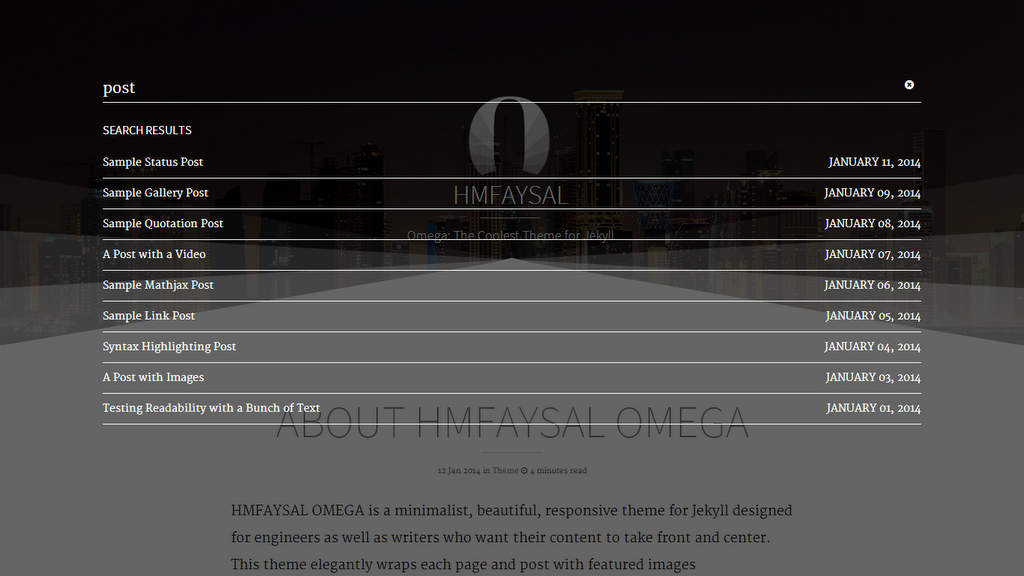 post
SEARCH RESULTS
Sample Status Post JANUARY 11, 2014
Sample Gallery Post JANUARY 09, 2014
HMFAYSAL
Sample Quotation Post JANUARY 08, 2014
Omega: The Coolest Theme for Jekyll
A Post with a Video JANUARY 07, 2014
Sample Mathjax Post JANUARY 06, 2014
Sample Link Post JANUARY 05, 2014
Syntax Highlighting Post JANUARY 04, 2014
A Post with Images JANUARY 03, 2014
Testing Readability with a Bunch of Text JANUARY 01, 2014
ABOUT HMFAYSAL OMEGA
12 Jan 2014 in Theme 4 minutes read
HMFAYSAL OMEGA is a minimalist, beautiful, responsive theme for Jekyll designed
for engineers as well as writers who want their content to take front and center.
This theme elegantly wraps each page and post with featured images